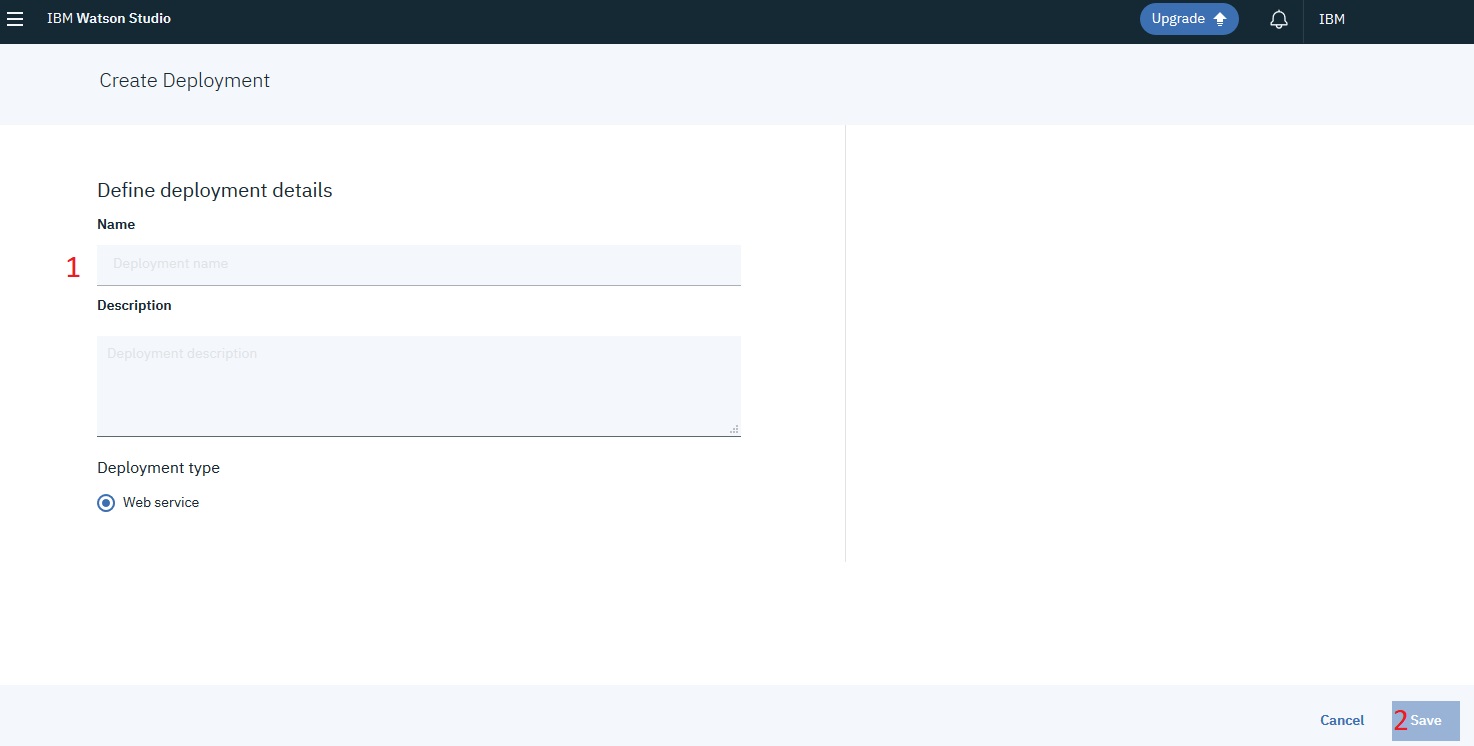 IBM Watson Studio
Upgrade
IBM
Create Deployment
Define deployment details
Name
1
Deployment name
Description
Deployment description
Deployment type
Web service
Cancel
2 Save